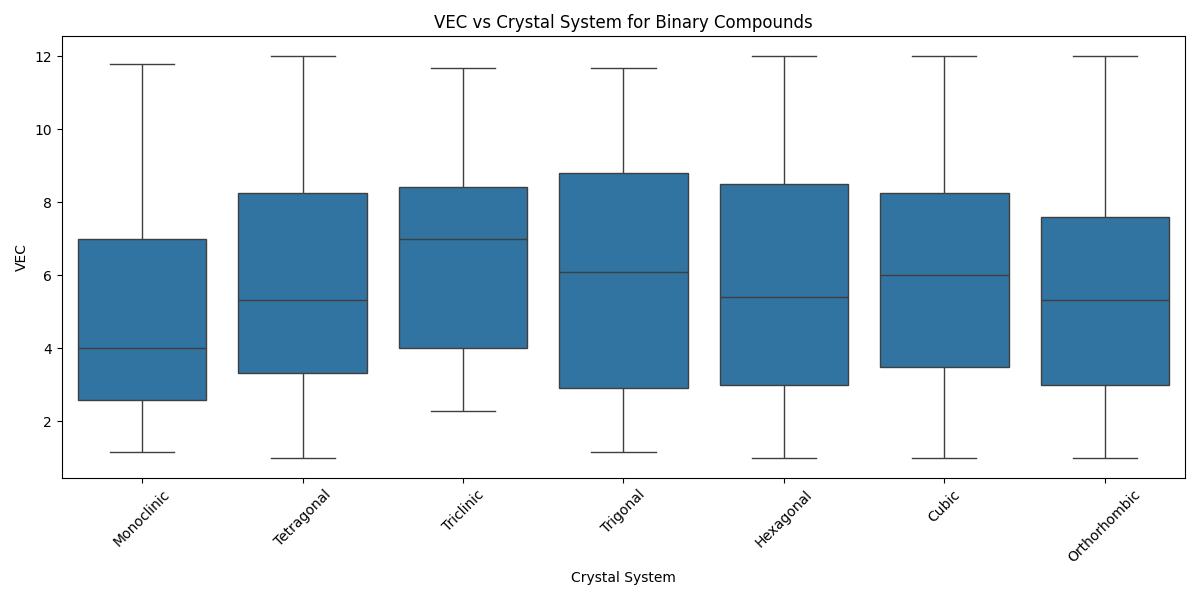 VEC vs Crystal System for Binary Compounds
VEC
12
10
8
6
4
2
Monoclinic
Tetragonal
Triclinic
Trigonal
Hexagonal
Cubic
Orthorhombic
Crystal System